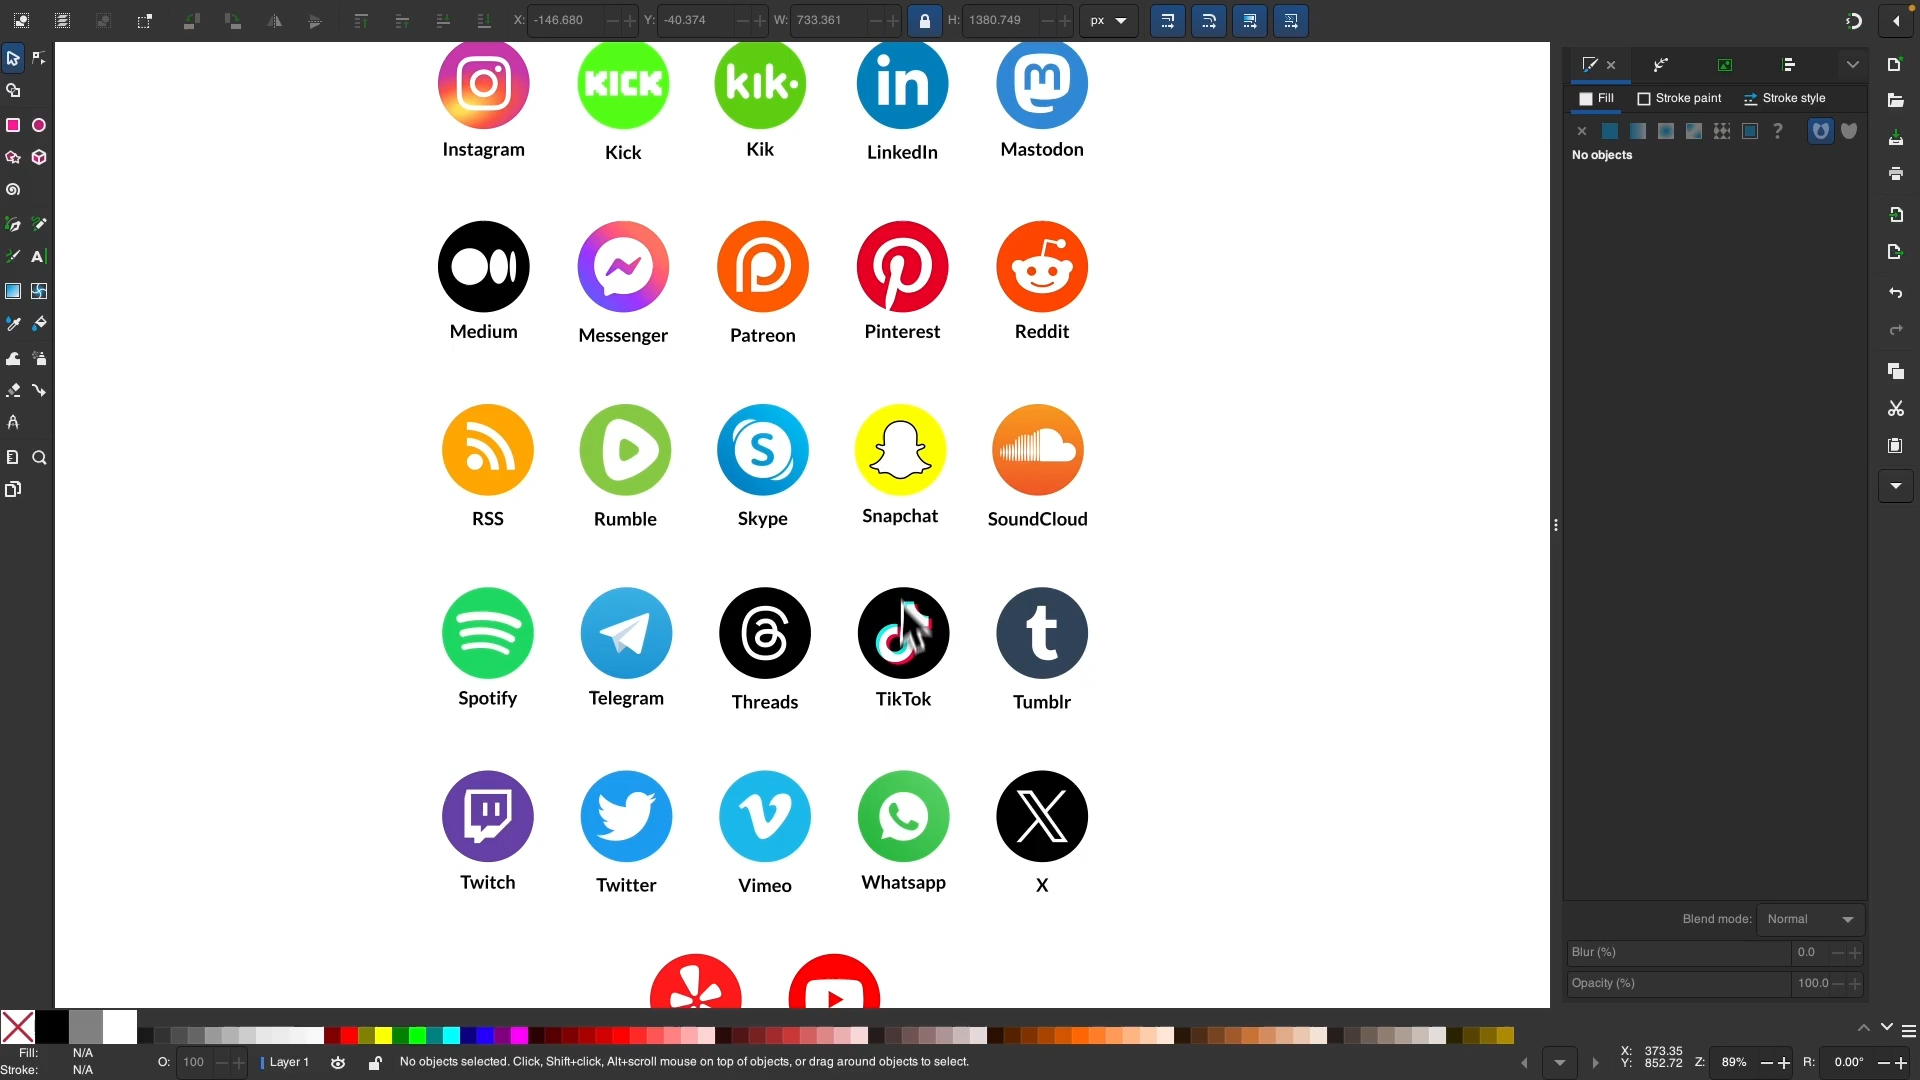 X: -146.680 Y: -40.374 W: 733.361 H: 1380.749 px
Fill Stroke paint Stroke style
?
No objects
KICK kik· in m
Instagram Kick Kik LinkedIn Mastodon
Medium Messenger Patreon Pinterest Reddit
S
RSS Rumble Skype Snapchat SoundCloud
t
Spotify Telegram Threads TikTok Tumblr
X
Twitch Twitter Vimeo Whatsapp X
Blend mode: Normal
Blur (%) 0.0
Opacity (%) 100.0
Fill: N/A
Stroke: N/A
O: 100
Layer 1
No objects selected. Click, Shift+click, Alt+scroll mouse on top of objects, or drag around objects to select.
X: 373.35
Y: 852.72
Z: 89%
R: 0.00°